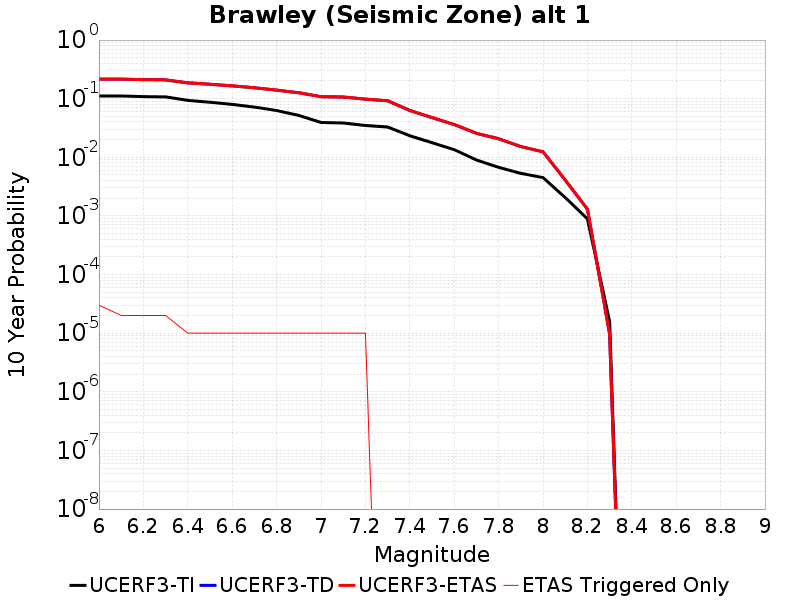 Brawley (Seismic Zone) alt 1
10 Year Probability
10^0
10^-1
10^-2
10^-3
10^-4
10^-5
10^-6
10^-7
10^-8
6 6.2 6.4 6.6 6.8 7 7.2 7.4 7.6 7.8 8 8.2 8.4 8.6 8.8 9
Magnitude
UCERF3-TI UCERF3-TD UCERF3-ETAS ETAS Triggered Only